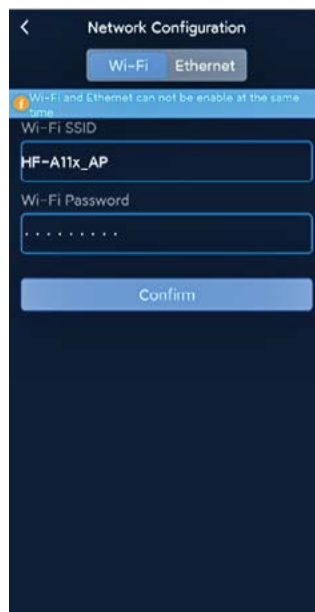 Network Configuration
Wi-Fi Ethernet
Wi-Fi and Ethernet can not be enable at the same
time
Wi-Fi SSID
HF-A11x_AP
Wi-Fi Password
.........
Confirm